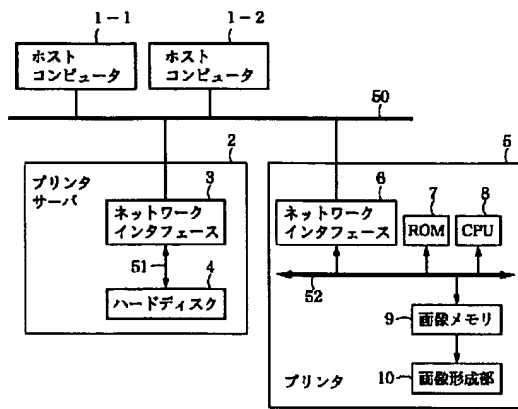 1-1
1-2
ホスト
コンピュータ
ホスト
コンピュータ
50
2
5
プリンタ
サーバ
3
ネットワーク
インタフェース
51
4
ハードディスク
6
ネットワーク
インタフェース
7
ROM
8
CPU
52
9
画像メモリ
10
画像形成部
プリンタ